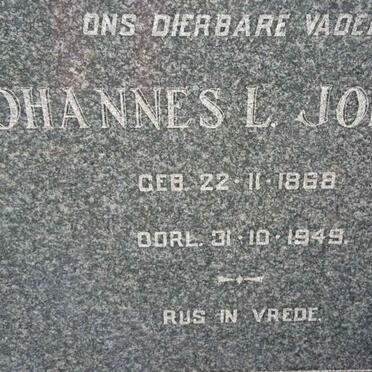 ONS DIERBARE VADE
OHANNES L. JO
GEB. 22·11·1868
OORL. 31·10·1949.
RUS IN VREDE.